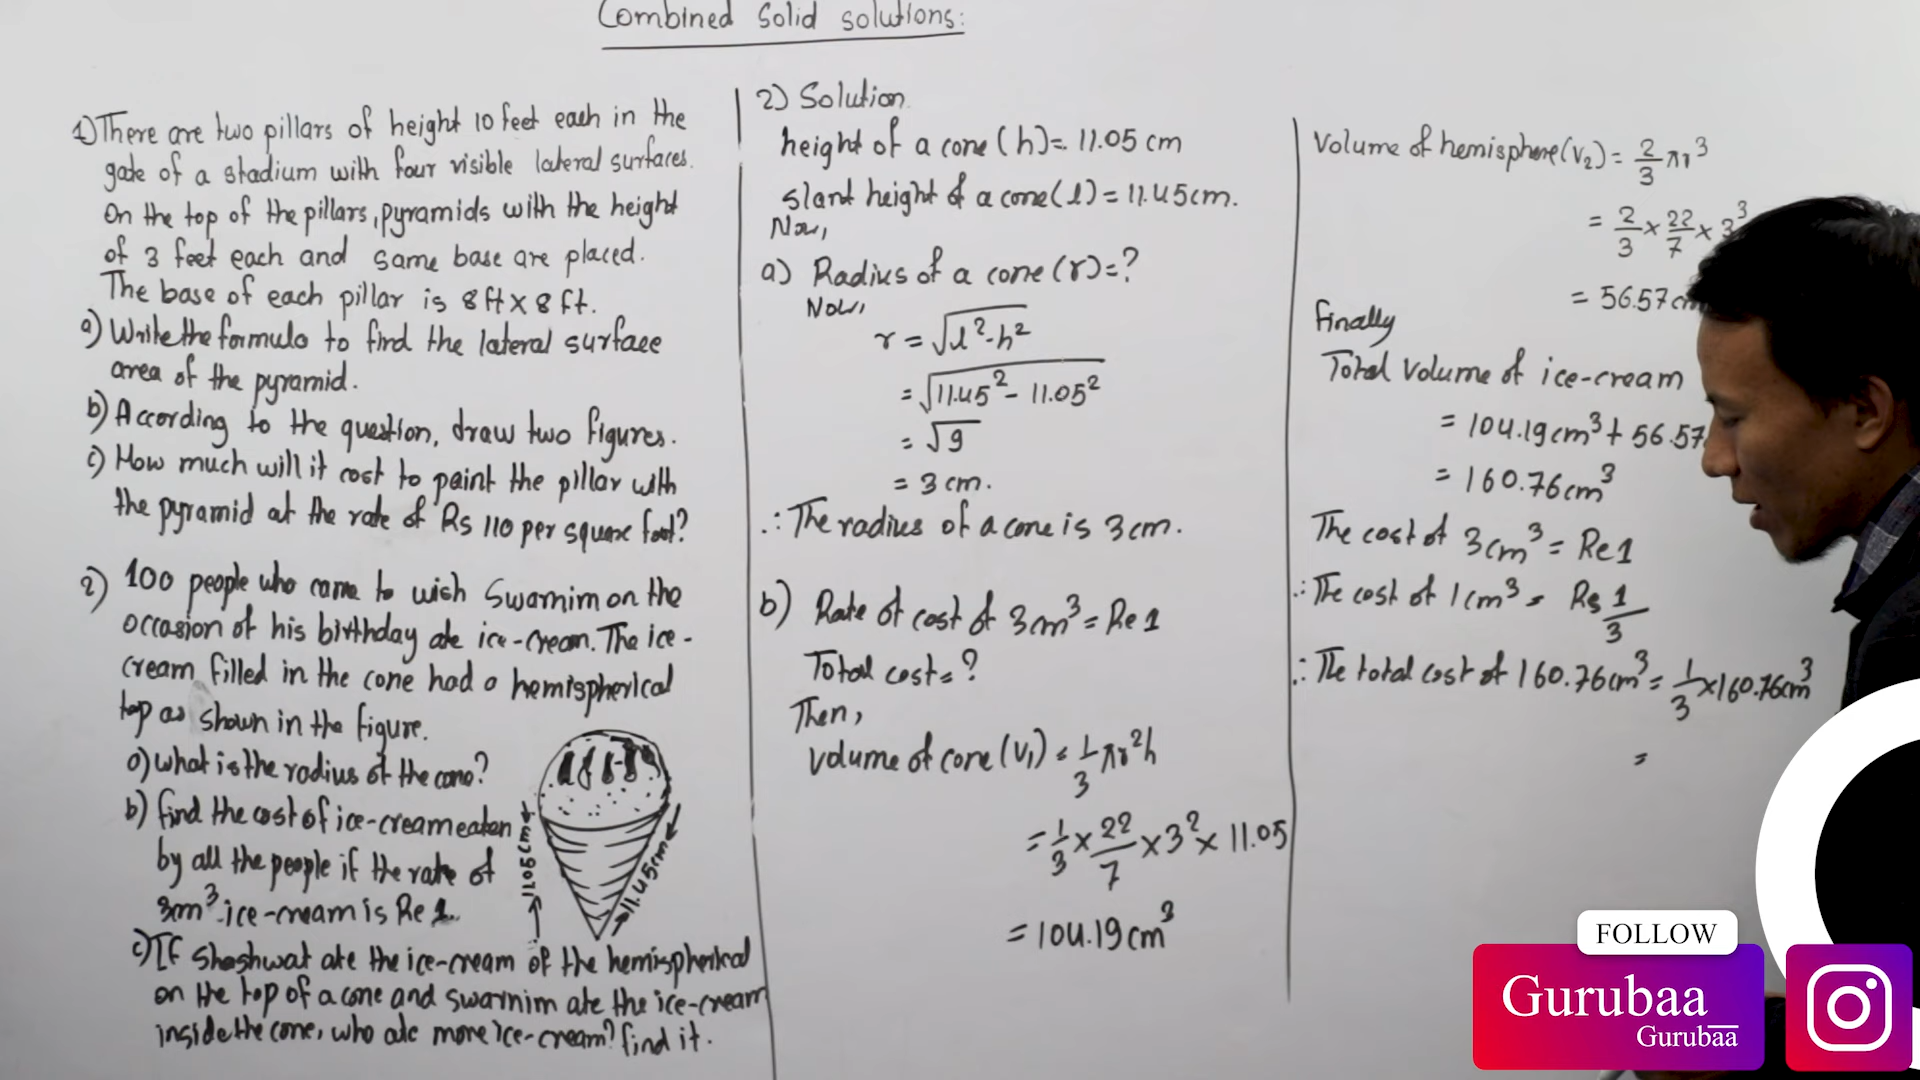 Combined Solid solutions:
1) There are two pillars of height 10 feet each in the
gate of a stadium with four visible lateral surfaces.
On the top of the pillars, pyramids with the height
of 3 feet each and same base are placed.
The base of each pillar is 8ft x 8ft.
a) Write the formula to find the lateral surface
area of the pyramid.
b) According to the question, draw two figures.
c) How much will it cost to paint the pillar with
the pyramid at the rate of Rs 110 per square foot?
2) 100 people who came to wish Swarnim on the
occasion of his birthday ate ice-cream. The ice-
cream filled in the cone had a hemispherical
top as shown in the figure.
a) What is the radius of the cone?
b) find the cost of ice-cream eaten
by all the people if the rate of
3cm³ ice-cream is Re 1.
c) If Shashwat ate the ice-cream of the hemispherical
on the top of a cone and swarnim ate the ice-cream
inside the cone, who ate more ice-cream? find it.
11.05cm
11.45cm
2) Solution
height of a cone (h) = 11.05 cm
slant height of a cone (l) = 11.45cm.
Now,
a) Radius of a cone (r) = ?
Now,
r = √l²-h²
= √11.45² - 11.05²
= √9
= 3 cm.
∴ The radius of a cone is 3cm.
b) Rate of cost of 3cm³ = Re 1
Total cost = ?
Then,
volume of cone (V₁) = 1/3 πr²h
= 1/3 × 22/7 × 3² × 11.05
= 104.19cm³
Volume of hemisphere (V₂) = 2/3 πr³
= 2/3 × 22/7 × 3³
= 56.57cm
finally
Total Volume of ice-cream
= 104.19cm³ + 56.57
= 160.76cm³
The cost of 3cm³ = Re 1
∴ The cost of 1cm³ = Rs 1/3
∴ The total cost of 160.76cm³ = 1/3 × 160.76cm³
=
FOLLOW
Gurubaa
Gurubaa